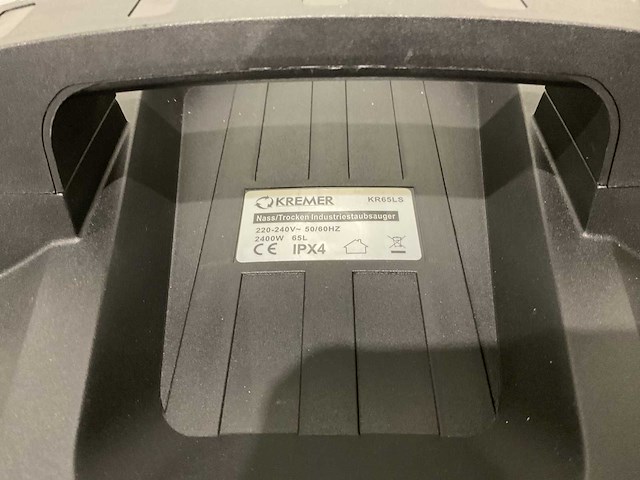 KREMER KR65LS
Nass/Trocken Industriestaubsauger
220-240V~ 50/60HZ
2400W 65L
CE IPX4